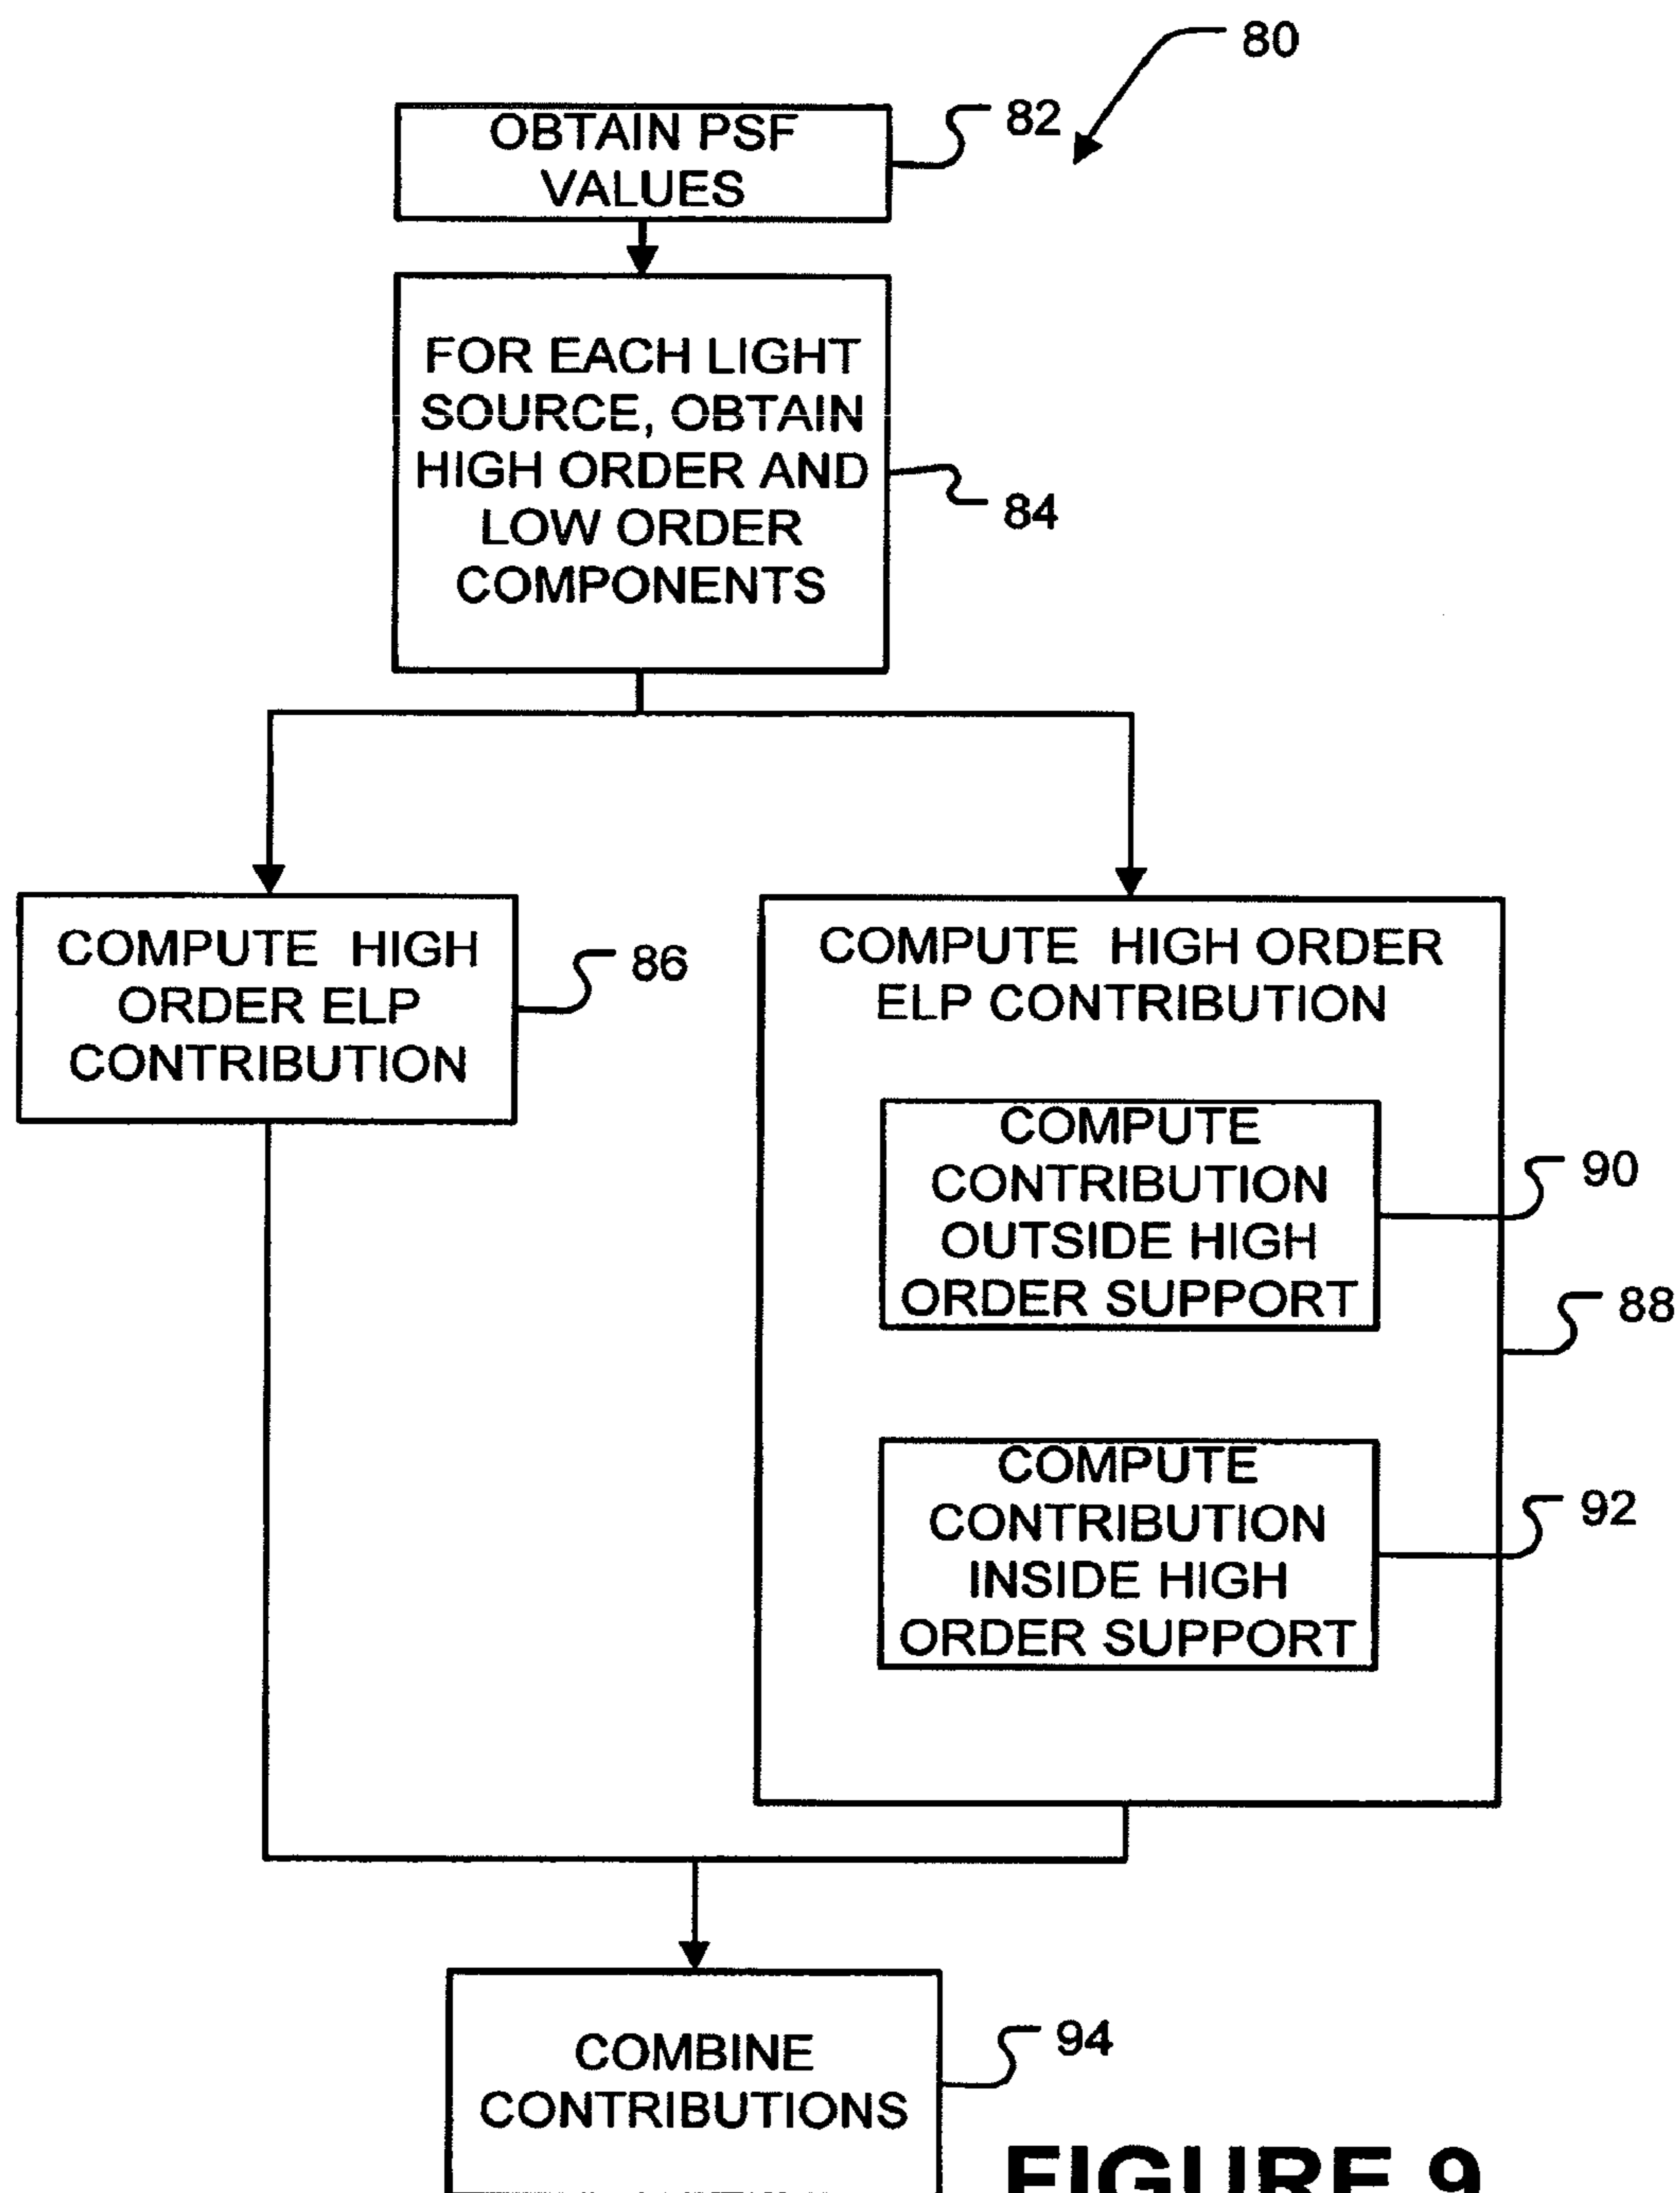 80
OBTAIN PSF
VALUES
82
FOR EACH LIGHT
SOURCE, OBTAIN
HIGH ORDER AND
LOW ORDER
COMPONENTS
84
COMPUTE HIGH
ORDER ELP
CONTRIBUTION
86
COMPUTE HIGH ORDER
ELP CONTRIBUTION
COMPUTE
CONTRIBUTION
OUTSIDE HIGH
ORDER SUPPORT
90
88
COMPUTE
CONTRIBUTION
INSIDE HIGH
ORDER SUPPORT
92
COMBINE
CONTRIBUTIONS
94
FIGURE 9